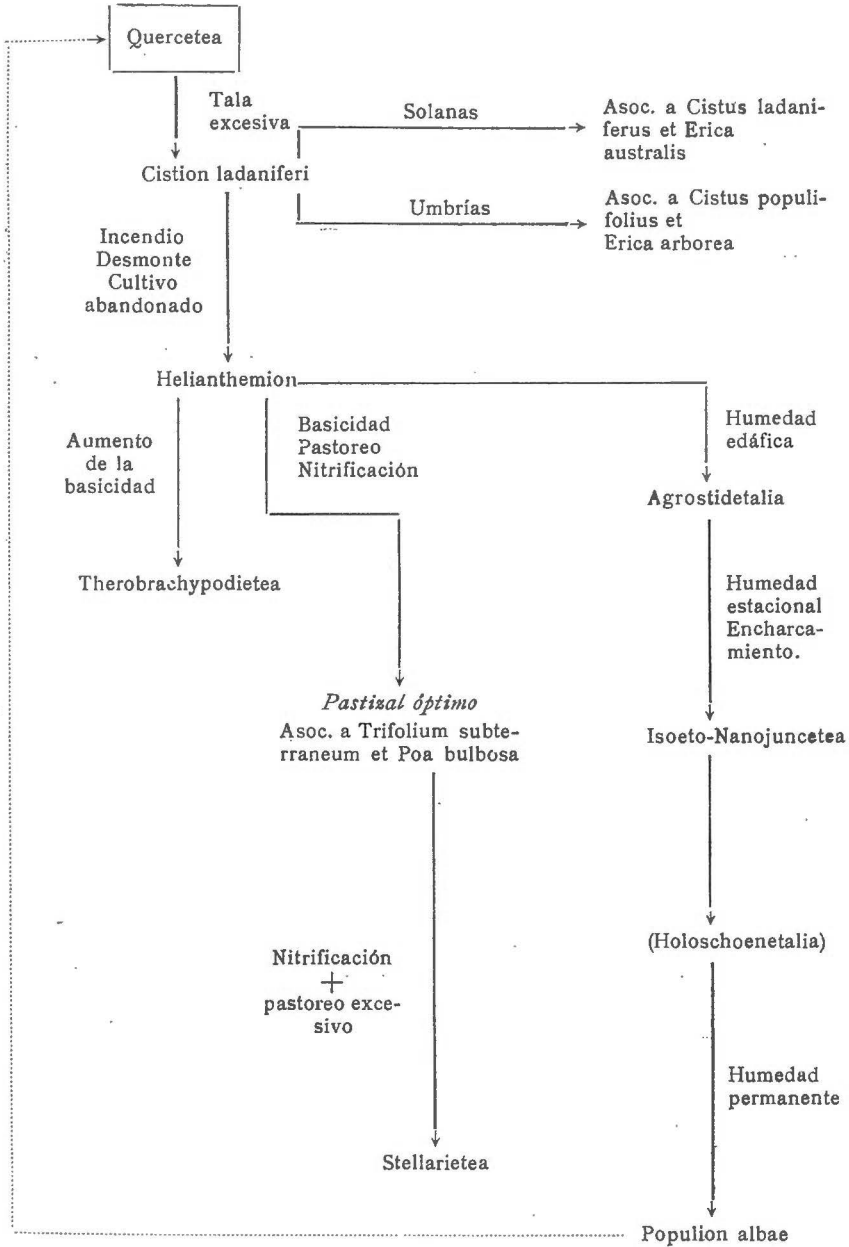 Quercetea
Tala
excesiva
Solanas
Asoc. a Cistus ladani-
ferus et Erica
australis
Cistion ladaniferi
Umbrías
Asoc. a Cistus populi-
folius et
Erica arborea
Incendio
Desmonte
Cultivo
abandonado
Helianthemion
Aumento
de la
basicidad
Basicidad
Pastoreo
Nitrificación
Humedad
edáfica
Agrostidetalia
Therobrachypodietea
Humedad
estacional
Encharca-
miento.
Pastizal óptimo
Asoc. a Trifolium subte-
rraneum et Poa bulbosa
Isoeto-Nanojuncetea
(Holoschoenetalia)
Nitrificación
+
pastoreo exce-
sivo
Humedad
permanente
Stellarietea
Populion albae